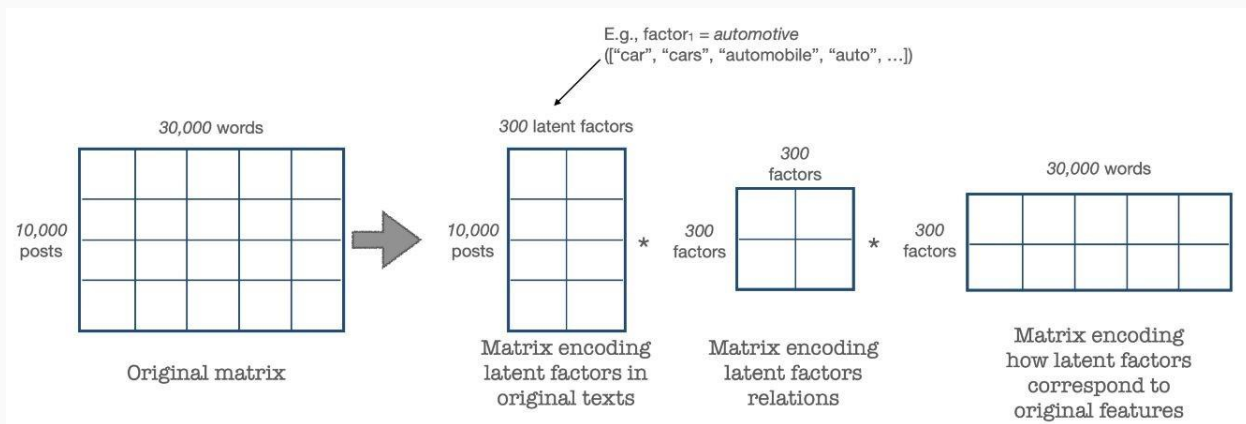 E.g., factor₁ = automotive
(["car", "cars", "automobile", "auto", …])
30,000 words
10,000
posts
Original matrix
300 latent factors
10,000
posts
Matrix encoding
latent factors in
original texts
*
300
factors
300
factors
Matrix encoding
latent factors
relations
*
30,000 words
300
factors
Matrix encoding
how latent factors
correspond to
original features